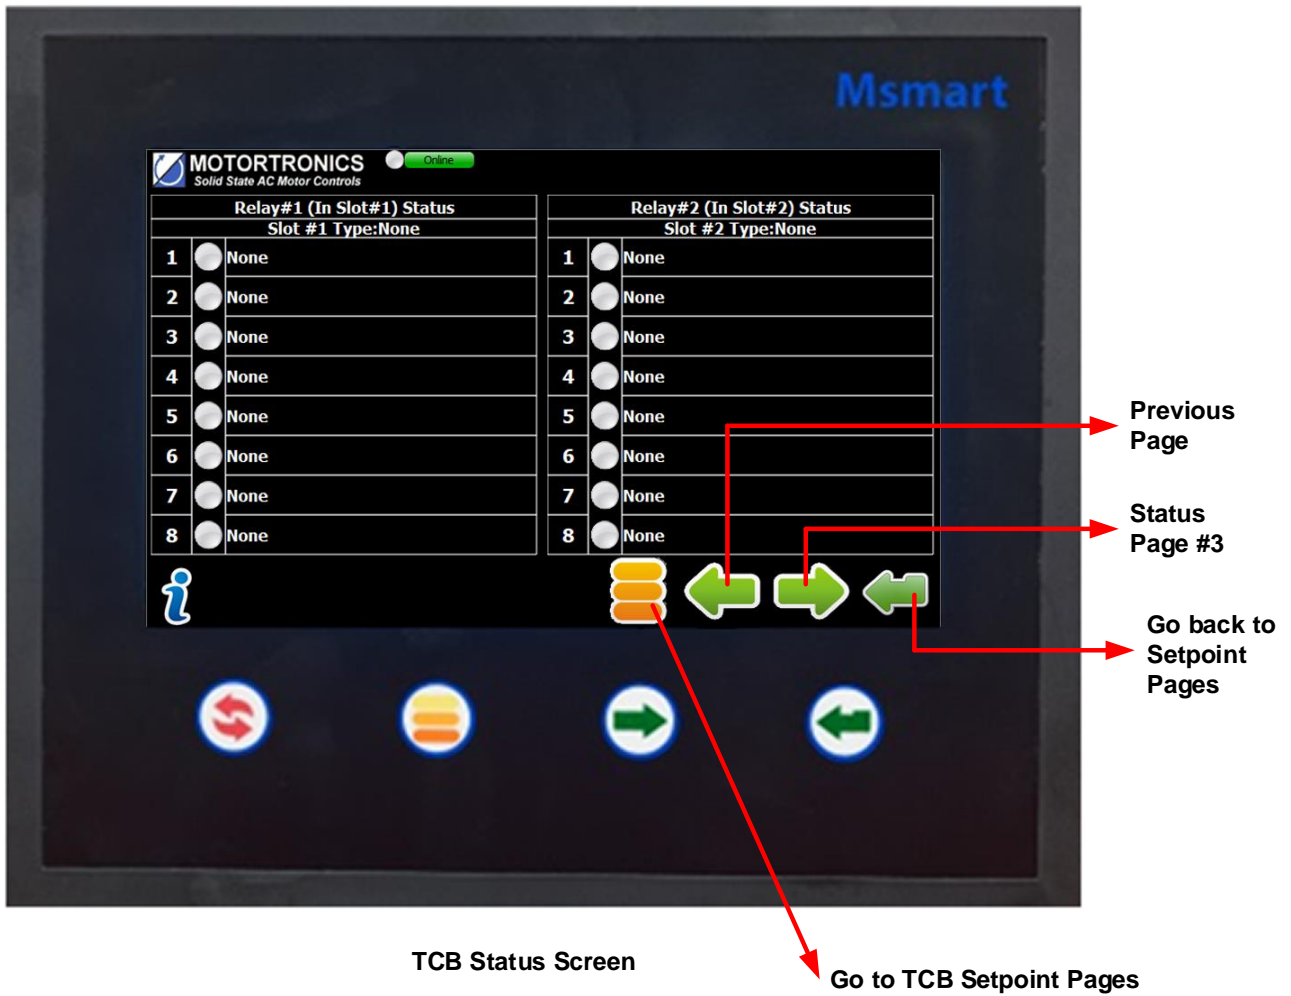 Msmart
MOTORTRONICS
Solid State AC Motor Controls
Online
Relay#1 (In Slot#1) Status
Slot #1 Type:None
1 None
2 None
3 None
4 None
5 None
6 None
7 None
8 None
Relay#2 (In Slot#2) Status
Slot #2 Type:None
1 None
2 None
3 None
4 None
5 None
6 None
7 None
8 None
Previous
Page
Status
Page #3
Go back to
Setpoint
Pages
TCB Status Screen
Go to TCB Setpoint Pages